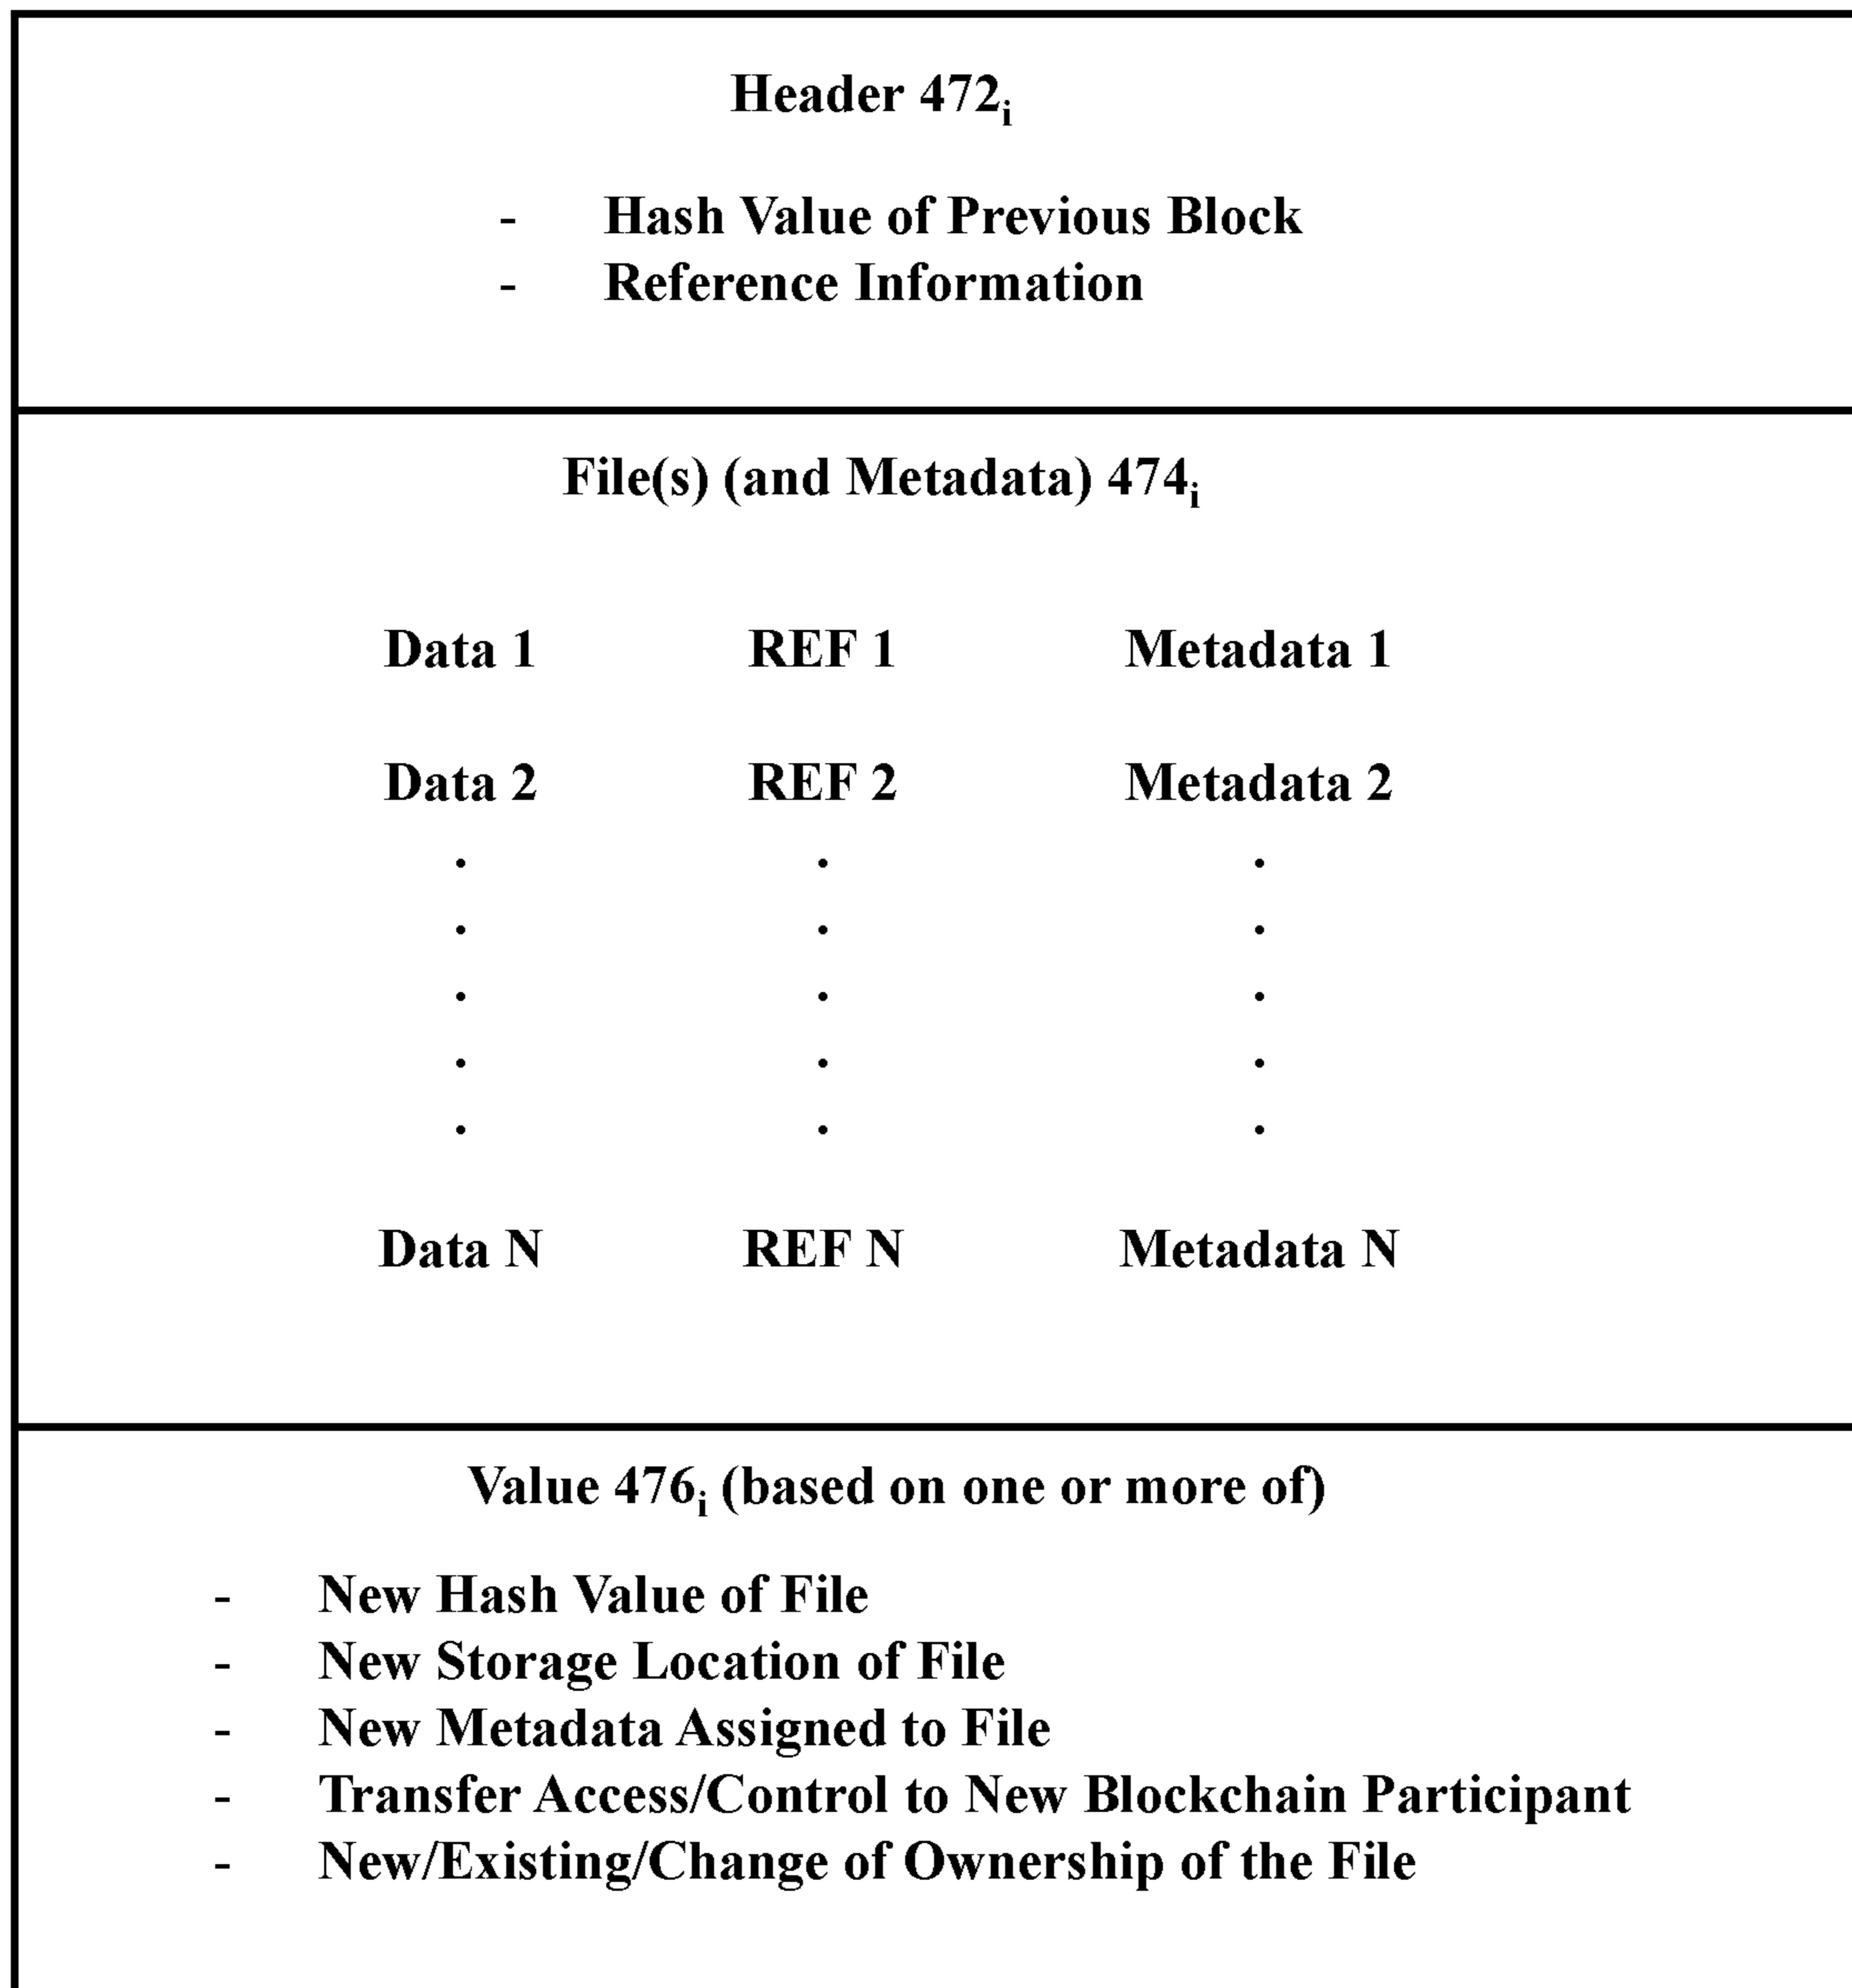 Header 472i
- Hash Value of Previous Block
- Reference Information
File(s) (and Metadata) 474i
Data 1 REF 1 Metadata 1
Data 2 REF 2 Metadata 2
. . .
. . .
. . .
. . .
. . .
Data N REF N Metadata N
Value 476i (based on one or more of)
- New Hash Value of File
- New Storage Location of File
- New Metadata Assigned to File
- Transfer Access/Control to New Blockchain Participant
- New/Existing/Change of Ownership of the File